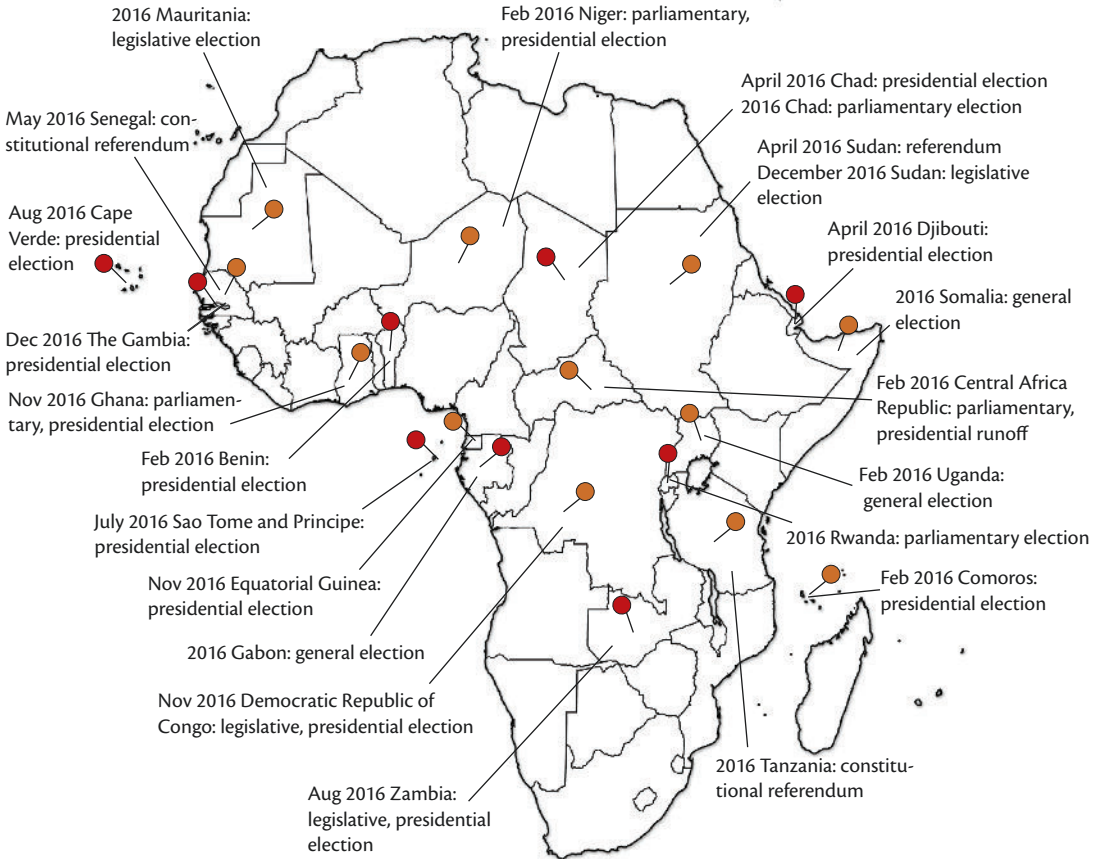 2016 Mauritania:
legislative election
Feb 2016 Niger: parliamentary,
presidential election
April 2016 Chad: presidential election
2016 Chad: parliamentary election
May 2016 Senegal: con-
stitutional referendum
April 2016 Sudan: referendum
December 2016 Sudan: legislative
election
Aug 2016 Cape
Verde: presidential
election
April 2016 Djibouti:
presidential election
2016 Somalia: general
election
Dec 2016 The Gambia:
presidential election
Feb 2016 Central Africa
Republic: parliamentary,
presidential runoff
Nov 2016 Ghana: parliamen-
tary, presidential election
Feb 2016 Benin:
presidential election
Feb 2016 Uganda:
general election
July 2016 Sao Tome and Principe:
presidential election
2016 Rwanda: parliamentary election
Nov 2016 Equatorial Guinea:
presidential election
Feb 2016 Comoros:
presidential election
2016 Gabon: general election
Nov 2016 Democratic Republic of
Congo: legislative, presidential election
2016 Tanzania: constitu-
tional referendum
Aug 2016 Zambia:
legislative, presidential
election